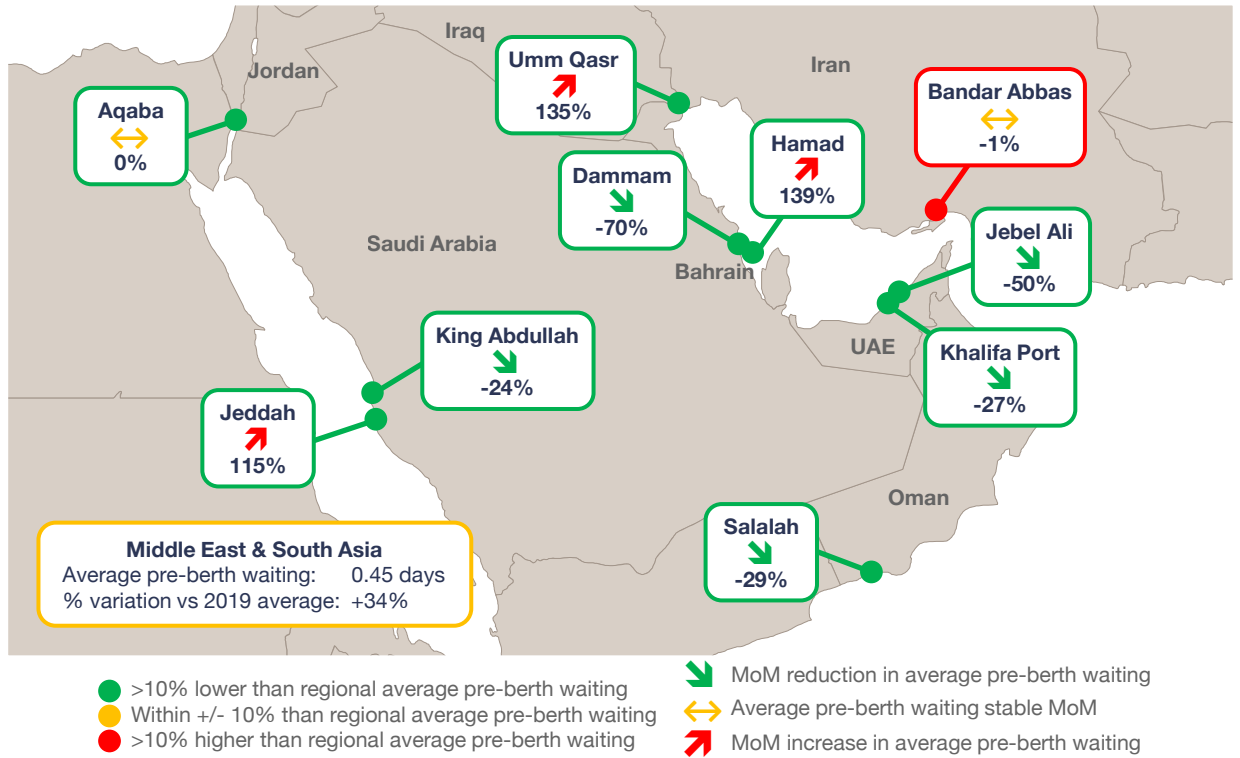 Iraq
Jordan
Iran
Umm Qasr
135%
Aqaba
0%
Bandar Abbas
-1%
Hamad
139%
Dammam
-70%
Saudi Arabia
Bahrain
Jebel Ali
-50%
King Abdullah
-24%
UAE
Khalifa Port
-27%
Jeddah
115%
Oman
Salalah
-29%
Middle East & South Asia
Average pre-berth waiting: 0.45 days
% variation vs 2019 average: +34%
>10% lower than regional average pre-berth waiting
Within +/- 10% than regional average pre-berth waiting
>10% higher than regional average pre-berth waiting
MoM reduction in average pre-berth waiting
Average pre-berth waiting stable MoM
MoM increase in average pre-berth waiting